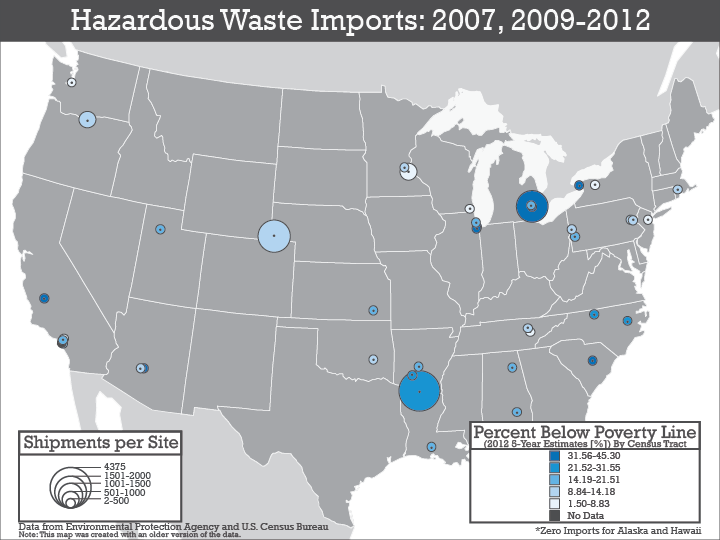 Hazardous Waste Imports: 2007, 2009-2012
Shipments per Site
4375
1501-2000
1001-1500
501-1000
2-500
Data from Environmental Protection Agency and U.S. Census Bureau
Note: This map was created with an older version of the data.
Percent Below Poverty Line
(2012 5-Year Estimates [%]) By Census Tract
31.56-45.30
21.52-31.55
14.19-21.51
8.84-14.18
1.50-8.83
No Data
*Zero Imports for Alaska and Hawaii